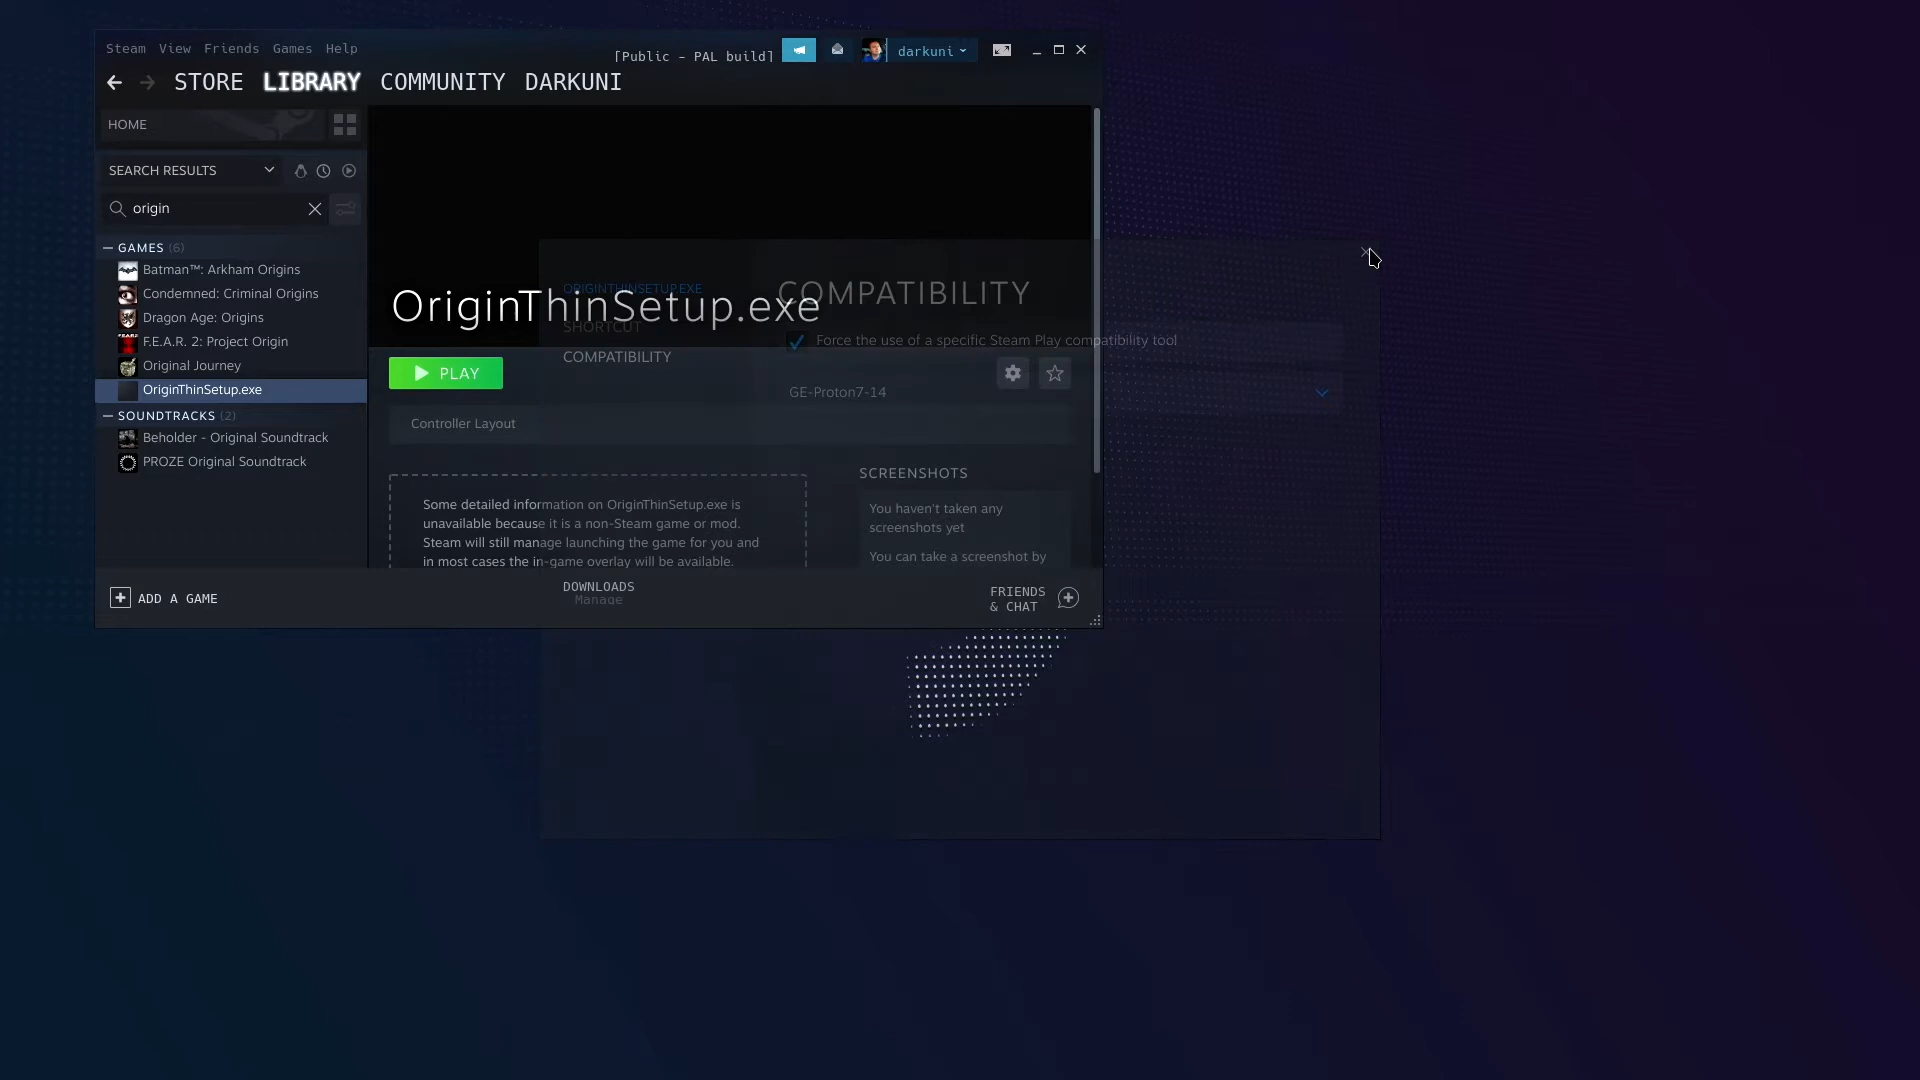 Steam View Friends Games Help
[Public - PAL build]
darkuni
STORE LIBRARY COMMUNITY DARKUNI
HOME
SEARCH RESULTS
origin
GAMES (6)
Batman™: Arkham Origins
Condemned: Criminal Origins
Dragon Age: Origins
F.E.A.R. 2: Project Origin
Original Journey
OriginThinSetup.exe
SOUNDTRACKS (2)
Beholder - Original Soundtrack
PROZE Original Soundtrack
OriginThinSetup.exe
PLAY
Controller Layout
Some detailed information on OriginThinSetup.exe is
unavailable because it is a non-Steam game or mod.
Steam will still manage launching the game for you and
in most cases the in-game overlay will be available.
SCREENSHOTS
You haven't taken any
screenshots yet
You can take a screenshot by
ORIGINTHINSETUP.EXE
SHORTCUT
COMPATIBILITY
COMPATIBILITY
Force the use of a specific Steam Play compatibility tool
GE-Proton7-14
ADD A GAME
DOWNLOADS
Manage
FRIENDS
& CHAT